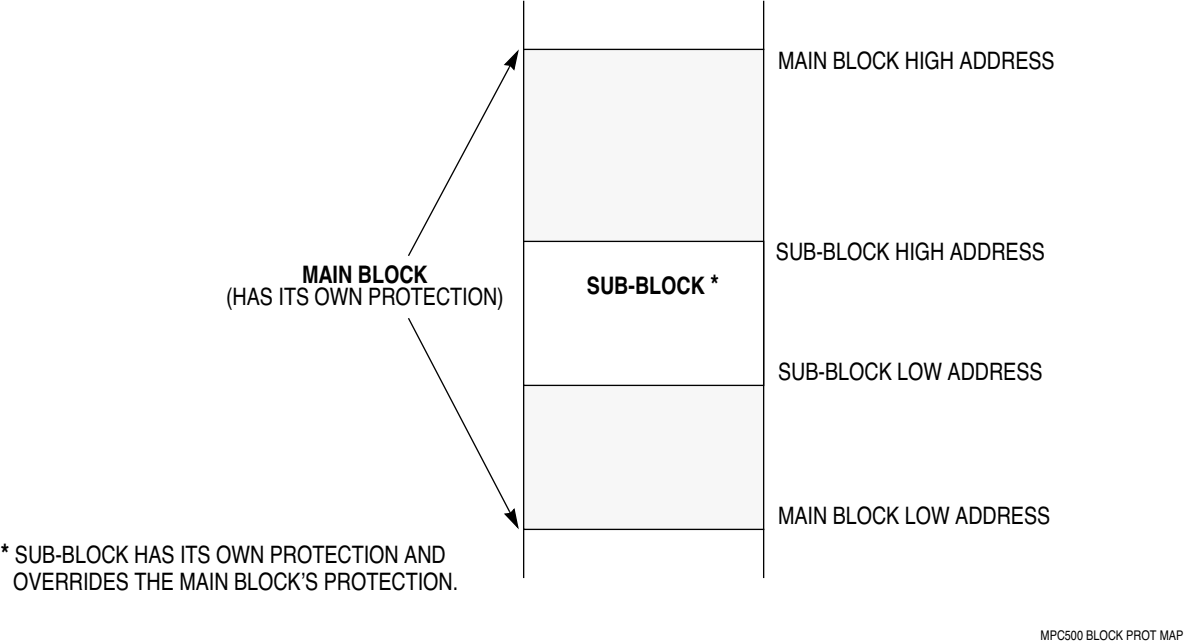 MAIN BLOCK HIGH ADDRESS
SUB-BLOCK HIGH ADDRESS
MAIN BLOCK
(HAS ITS OWN PROTECTION)
SUB-BLOCK *
SUB-BLOCK LOW ADDRESS
MAIN BLOCK LOW ADDRESS
* SUB-BLOCK HAS ITS OWN PROTECTION AND
OVERRIDES THE MAIN BLOCK'S PROTECTION.
MPC500 BLOCK PROT MAP